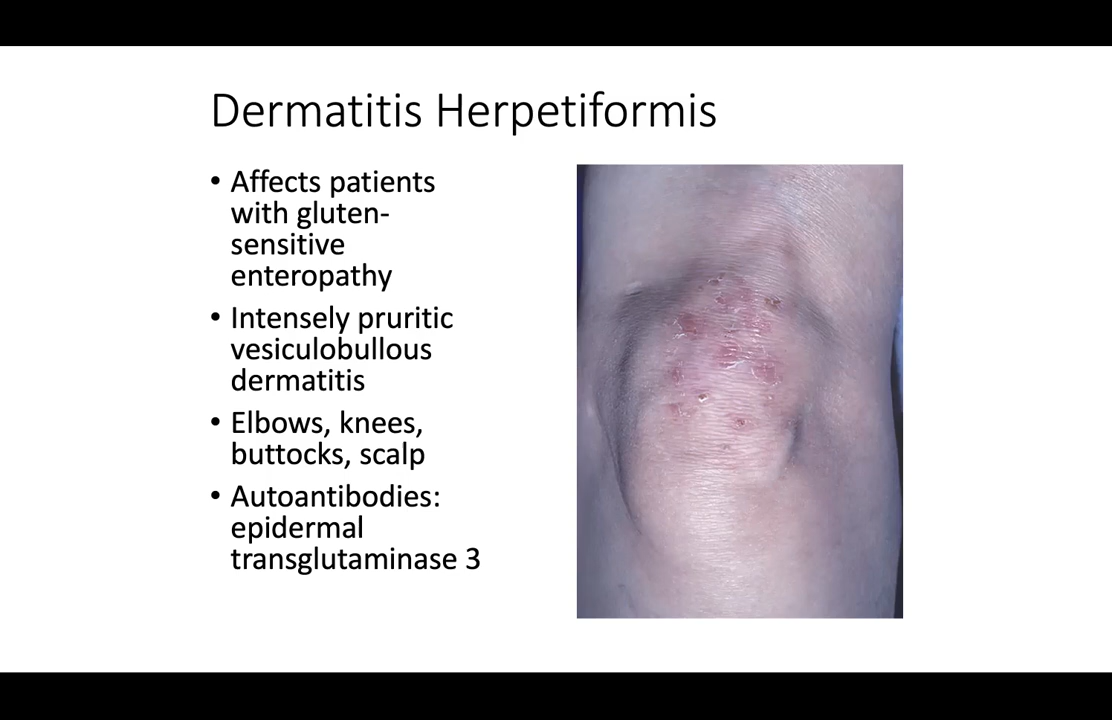 Dermatitis Herpetiformis
• Affects patients
with gluten-
sensitive
enteropathy
• Intensely pruritic
vesiculobullous
dermatitis
• Elbows, knees,
buttocks, scalp
• Autoantibodies:
epidermal
transglutaminase 3